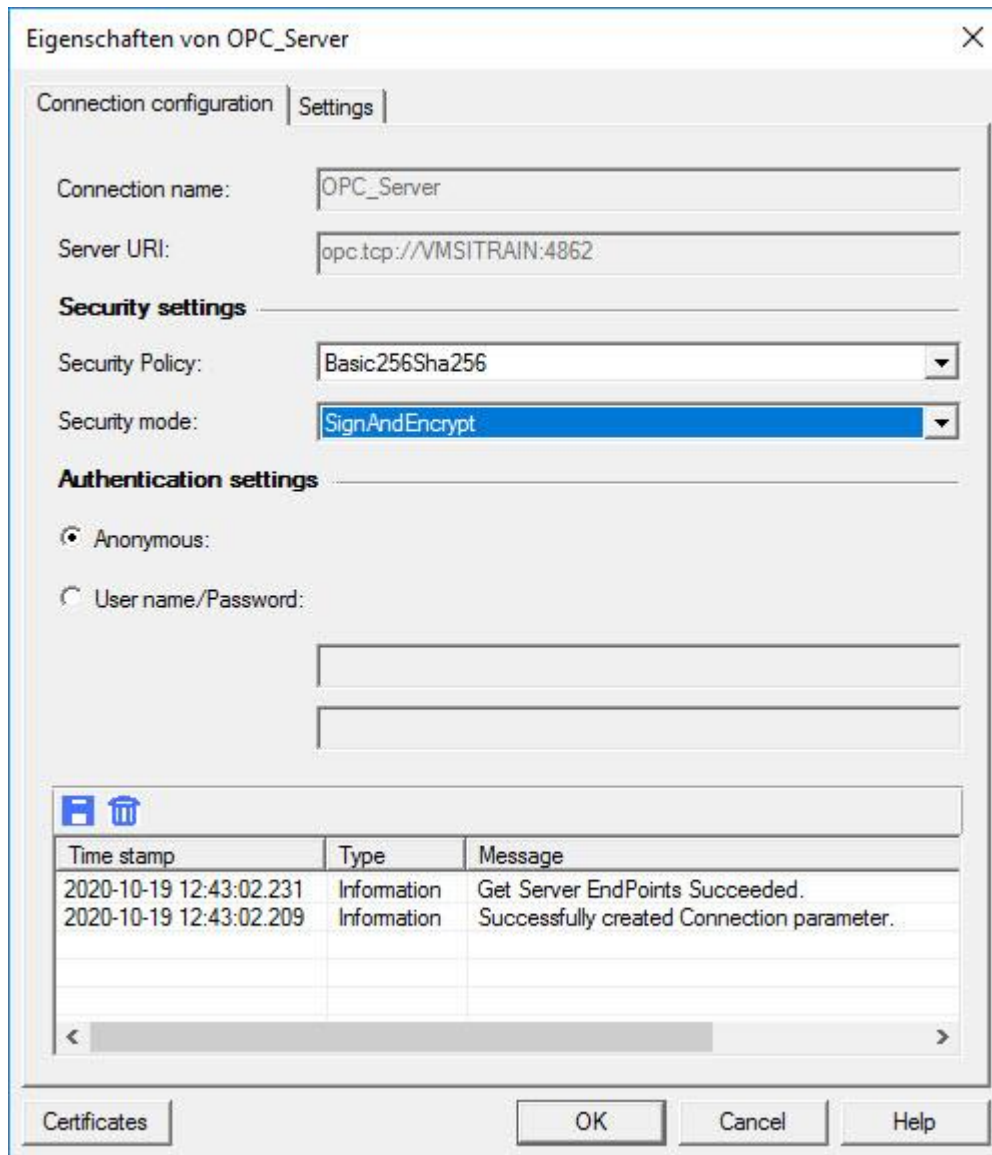 Eigenschaften von OPC_Server
Connection configuration Settings
Connection name: OPC_Server
Server URI: opc.tcp://VMSITRAIN:4862
Security settings
Security Policy: Basic256Sha256
Security mode: SignAndEncrypt
Authentication settings
Anonymous:
User name/Password:
Time stamp Type Message
2020-10-19 12:43:02.231 Information Get Server EndPoints Succeeded.
2020-10-19 12:43:02.209 Information Successfully created Connection parameter.
Certificates OK Cancel Help